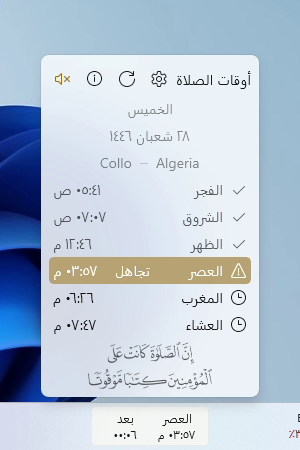 أوقات الصلاة
الخميس
٢٨ شعبان ١٤٤٦
Collo – Algeria
الفجر ٠٥:٤١ ص
الشروق ٠٧:٠٧ ص
الظهر ١٢:٤٦ م
العصر تجاهل ٠٣:٥٧ م
المغرب ٠٦:٢٦ م
العشاء ٠٧:٤٧ م
إِنَّ الصَّلَاةَ كَانَتْ عَلَى
الْمُؤْمِنِينَ كِتَابًا مَوْقُوتًا
العصر بعد
٠٣:٥٧ م ٠٠:٠٦